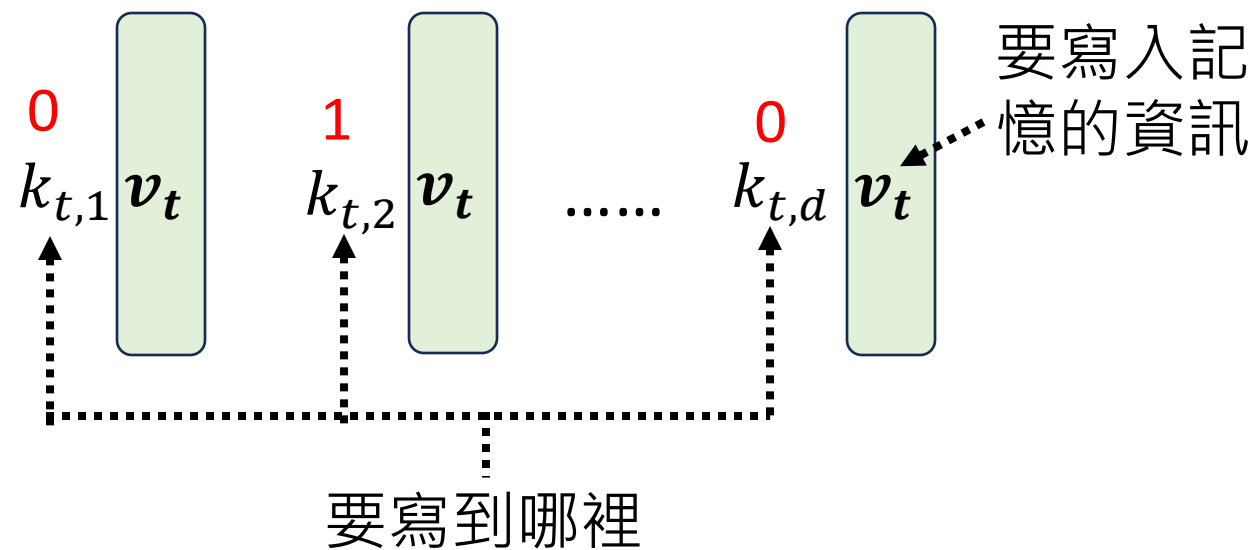 要寫入記
憶的資訊
0 1 0
k_{t,1} v_t k_{t,2} v_t …… k_{t,d} v_t
要寫到哪裡